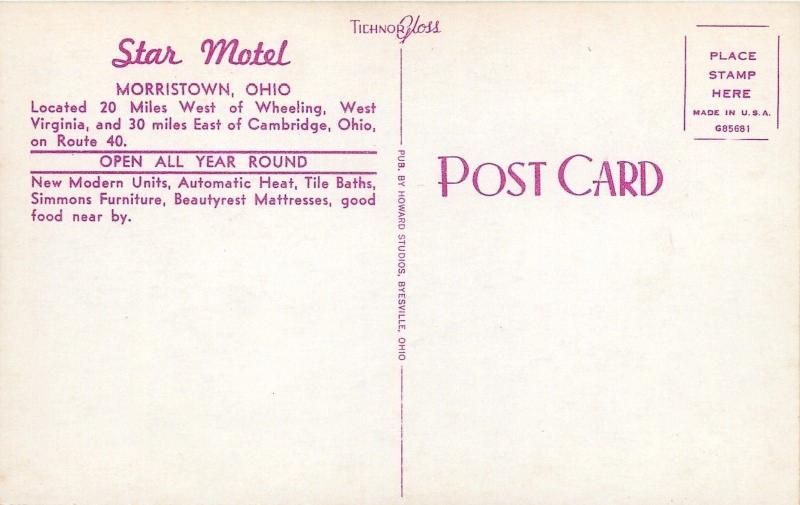 TICHNOR Gloss
Star Motel
MORRISTOWN, OHIO
Located 20 Miles West of Wheeling, West
Virginia, and 30 miles East of Cambridge, Ohio,
on Route 40.
OPEN ALL YEAR ROUND
New Modern Units, Automatic Heat, Tile Baths,
Simmons Furniture, Beautyrest Mattresses, good
food near by.
PUB. BY HOWARD STUDIOS, BYESVILLE, OHIO
POST CARD
PLACE
STAMP
HERE
MADE IN U.S.A.
G85681